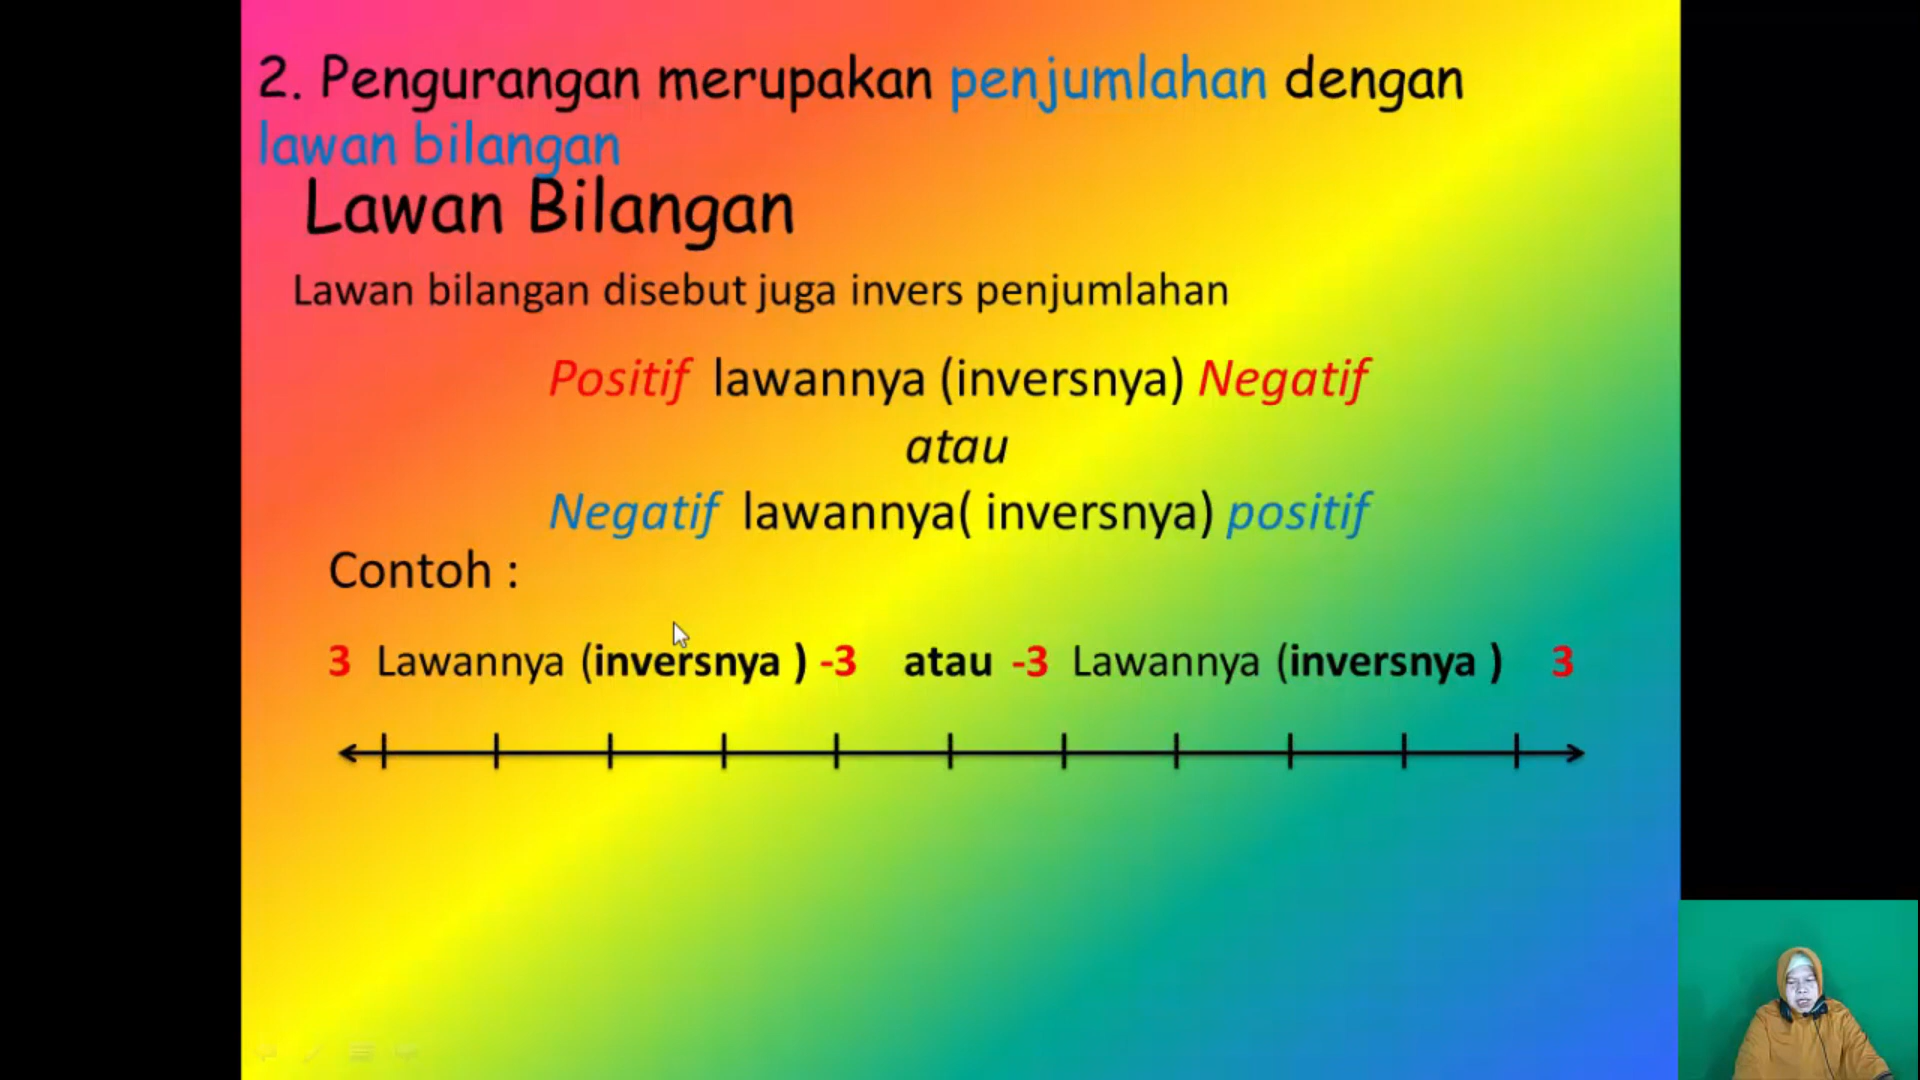 2. Pengurangan merupakan penjumlahan dengan
lawan bilangan
Lawan Bilangan
Lawan bilangan disebut juga invers penjumlahan
Positif lawannya (inversnya) Negatif
atau
Negatif lawannya( inversnya) positif
Contoh :
3 Lawannya (inversnya ) -3 atau -3 Lawannya (inversnya ) 3